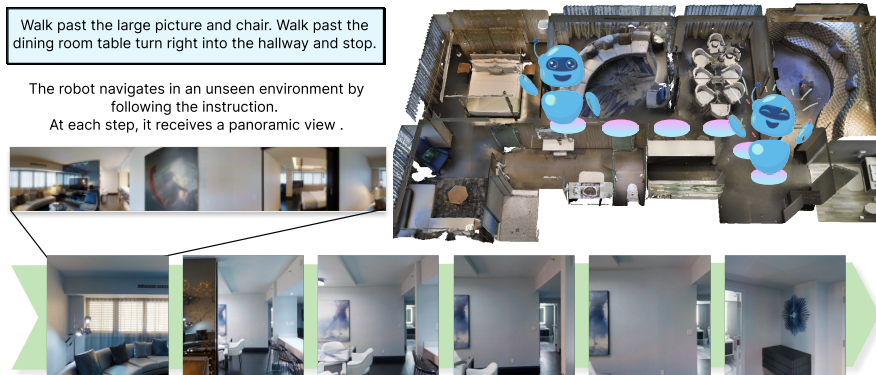 Walk past the large picture and chair. Walk past the
dining room table turn right into the hallway and stop.
The robot navigates in an unseen environment by
following the instruction.
At each step, it receives a panoramic view .